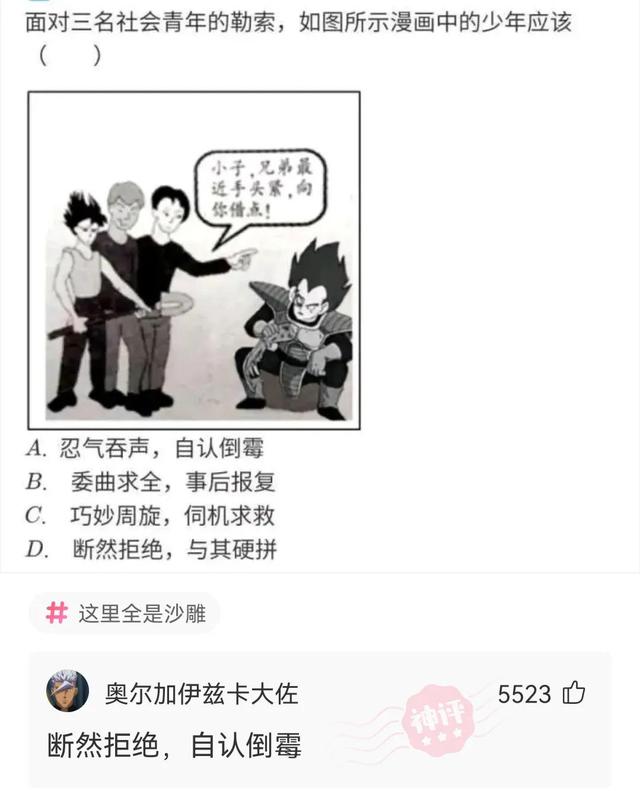 面对三名社会青年的勒索，如图所示漫画中的少年应该
（　　）
小子，兄弟最
近手头紧，向
你借点！
A. 忍气吞声，自认倒霉
B. 委曲求全，事后报复
C. 巧妙周旋，伺机求救
D. 断然拒绝，与其硬拼
# 这里全是沙雕
奥尔加伊兹卡大佐
5523
神评
断然拒绝，自认倒霉